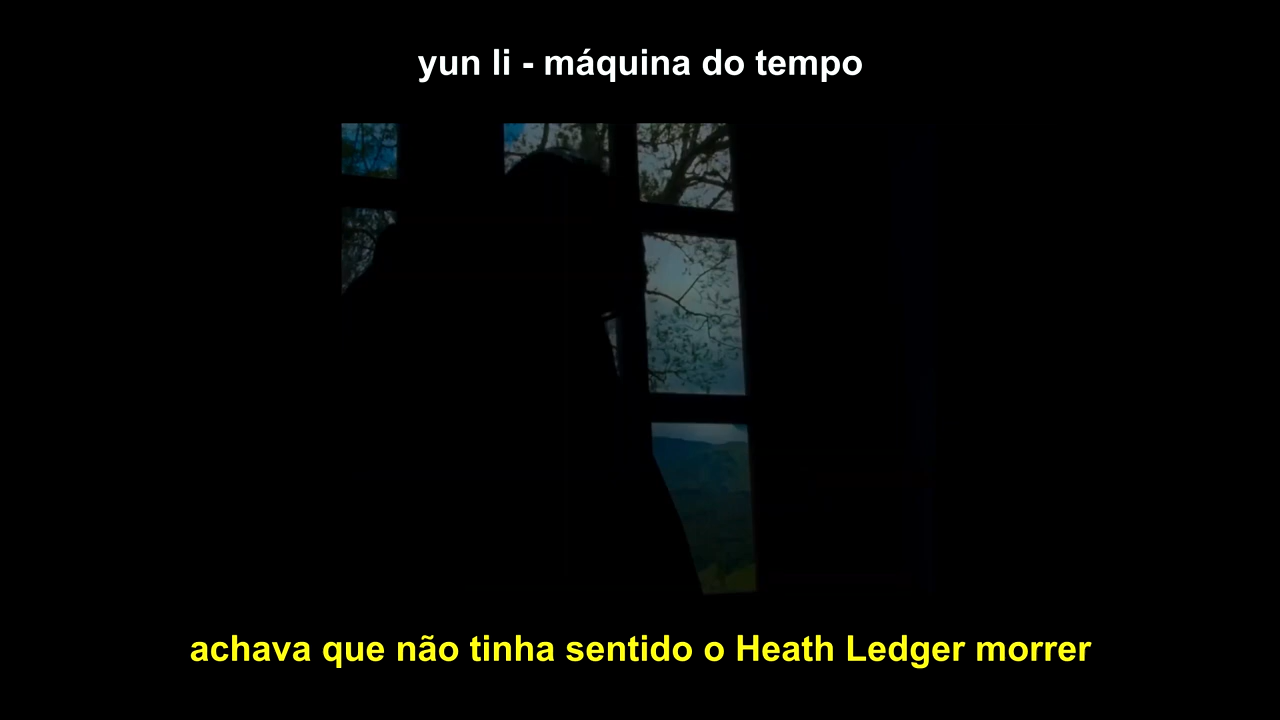 yun li - máquina do tempo
achava que não tinha sentido o Heath Ledger morrer